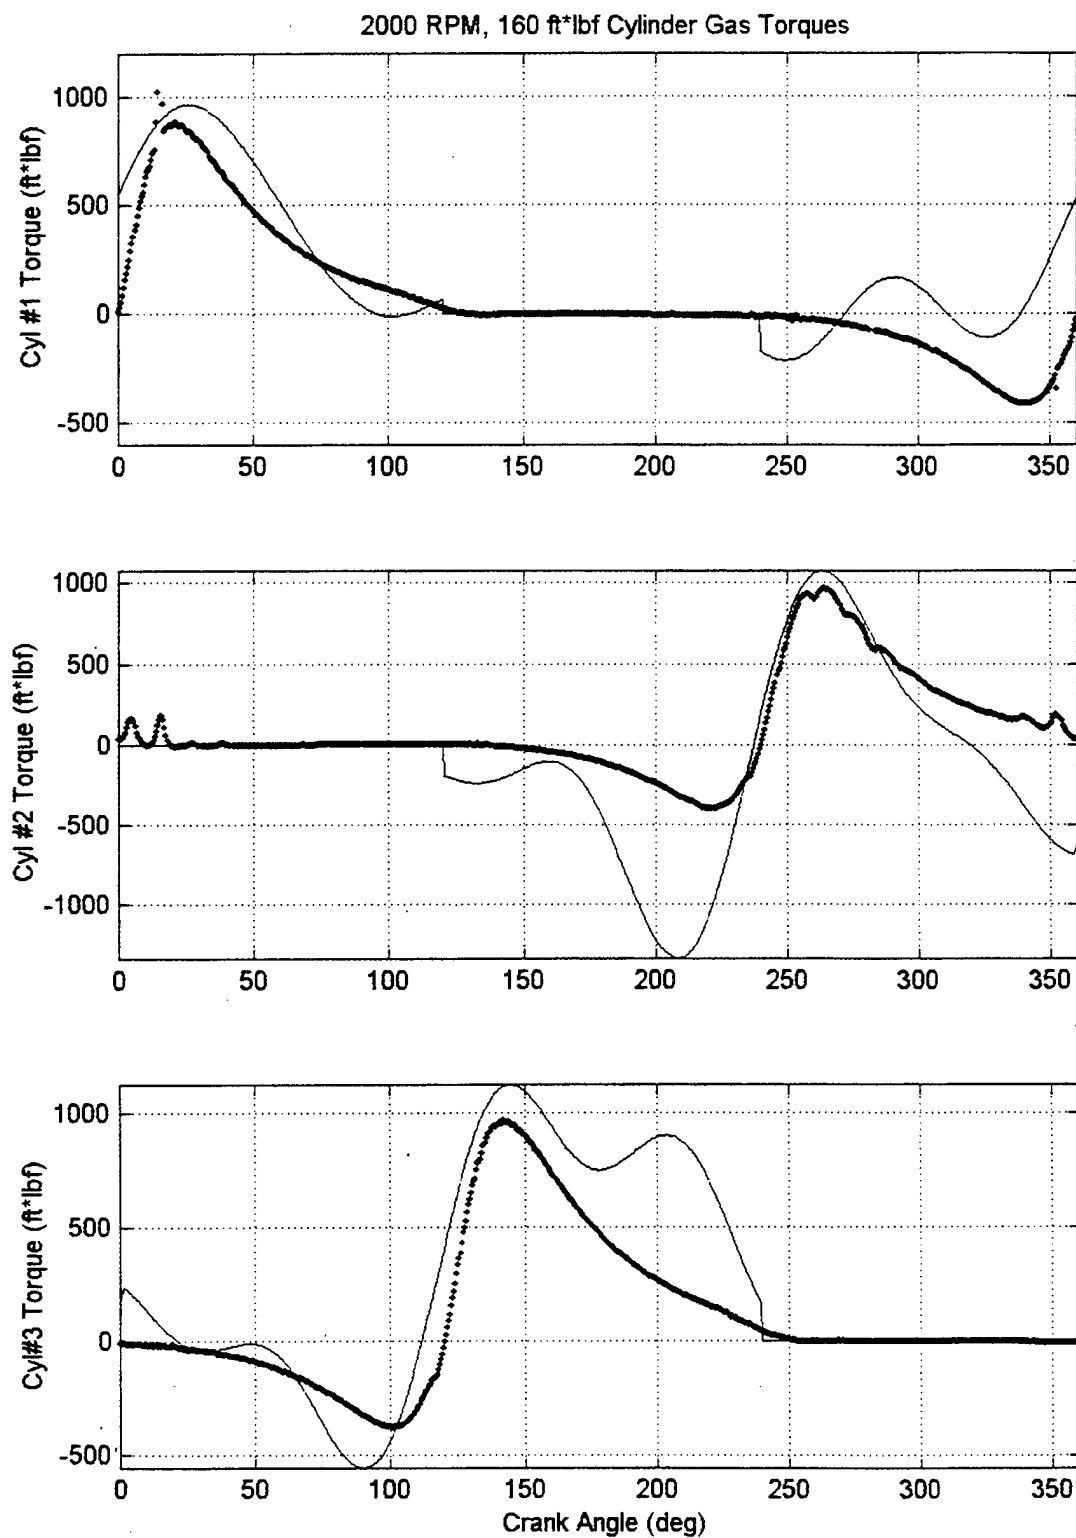 2000 RPM, 160 ft*lbf Cylinder Gas Torques
Cyl #1 Torque (ft*lbf)
1000
500
0
-500
0 50 100 150 200 250 300 350
Cyl #2 Torque (ft*lbf)
1000
500
0
-500
-1000
0 50 100 150 200 250 300 350
Cyl#3 Torque (ft*lbf)
1000
500
0
-500
0 50 100 150 200 250 300 350
Crank Angle (deg)